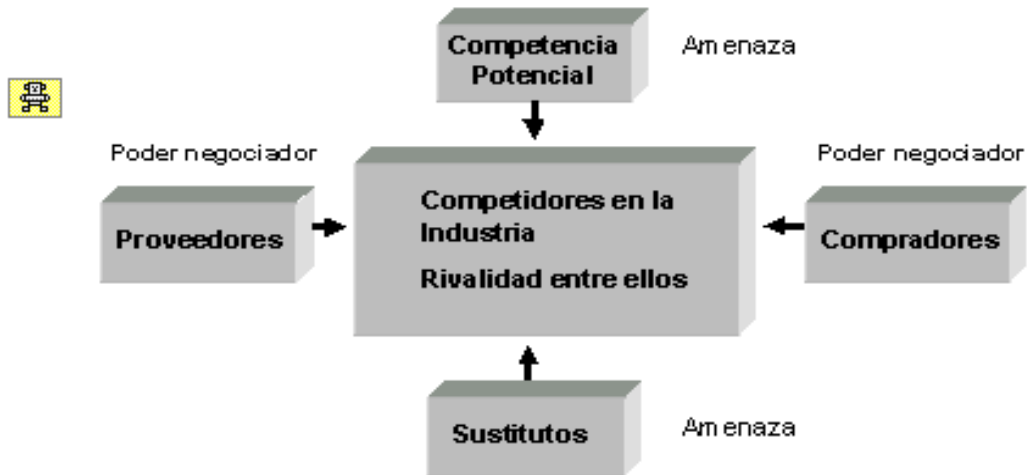 Competencia
Potencial
Amenaza
Poder negociador
Poder negociador
Proveedores
Competidores en la
Industria
Rivalidad entre ellos
Compradores
Sustitutos
Amenaza